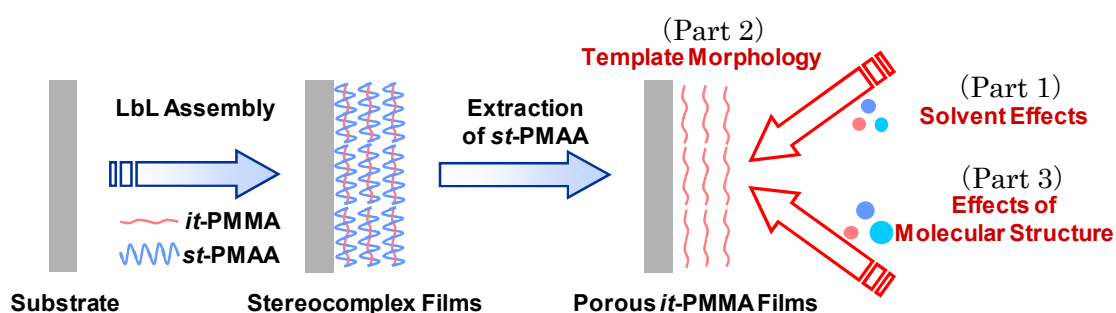 (Part 2)
Template Morphology
(Part 1)
Solvent Effects
LbL Assembly
Extraction
of st-PMAA
it-PMMA
st-PMAA
(Part 3)
Effects of
Molecular Structure
Substrate
Stereocomplex Films
Porous it-PMMA Films